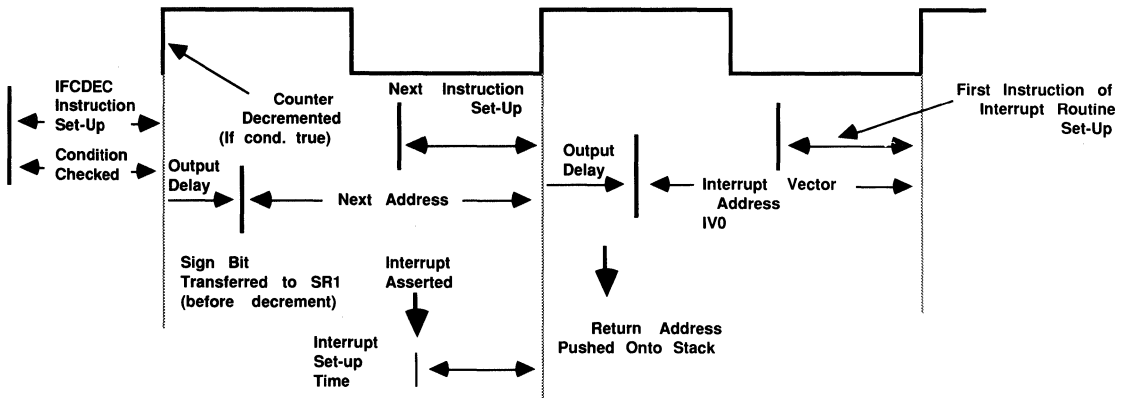 IFCDEC
Instruction
Set-Up
Condition
Checked
Counter
Decremented
(If cond. true)
Output
Delay
Next Instruction
Set-Up
Next Address
Sign Bit
Transferred to SR1
(before decrement)
Interrupt
Asserted
Interrupt
Set-up
Time
Output
Delay
Interrupt Vector
Address
IV0
First Instruction of
Interrupt Routine
Set-Up
Return Address
Pushed Onto Stack